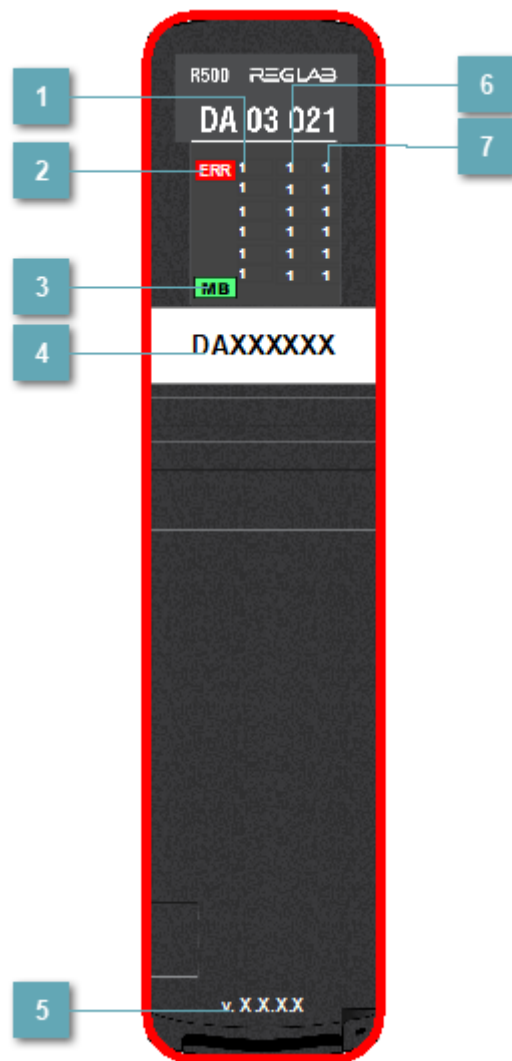 R500 REGLAB
DA 03 021
ERR 1 1 1
1 1 1
1 1 1
1 1 1
1 1 1
1 1 1
MB
DAXXXXXX
v. X.X.X.X
1
2
3
4
5
6
7